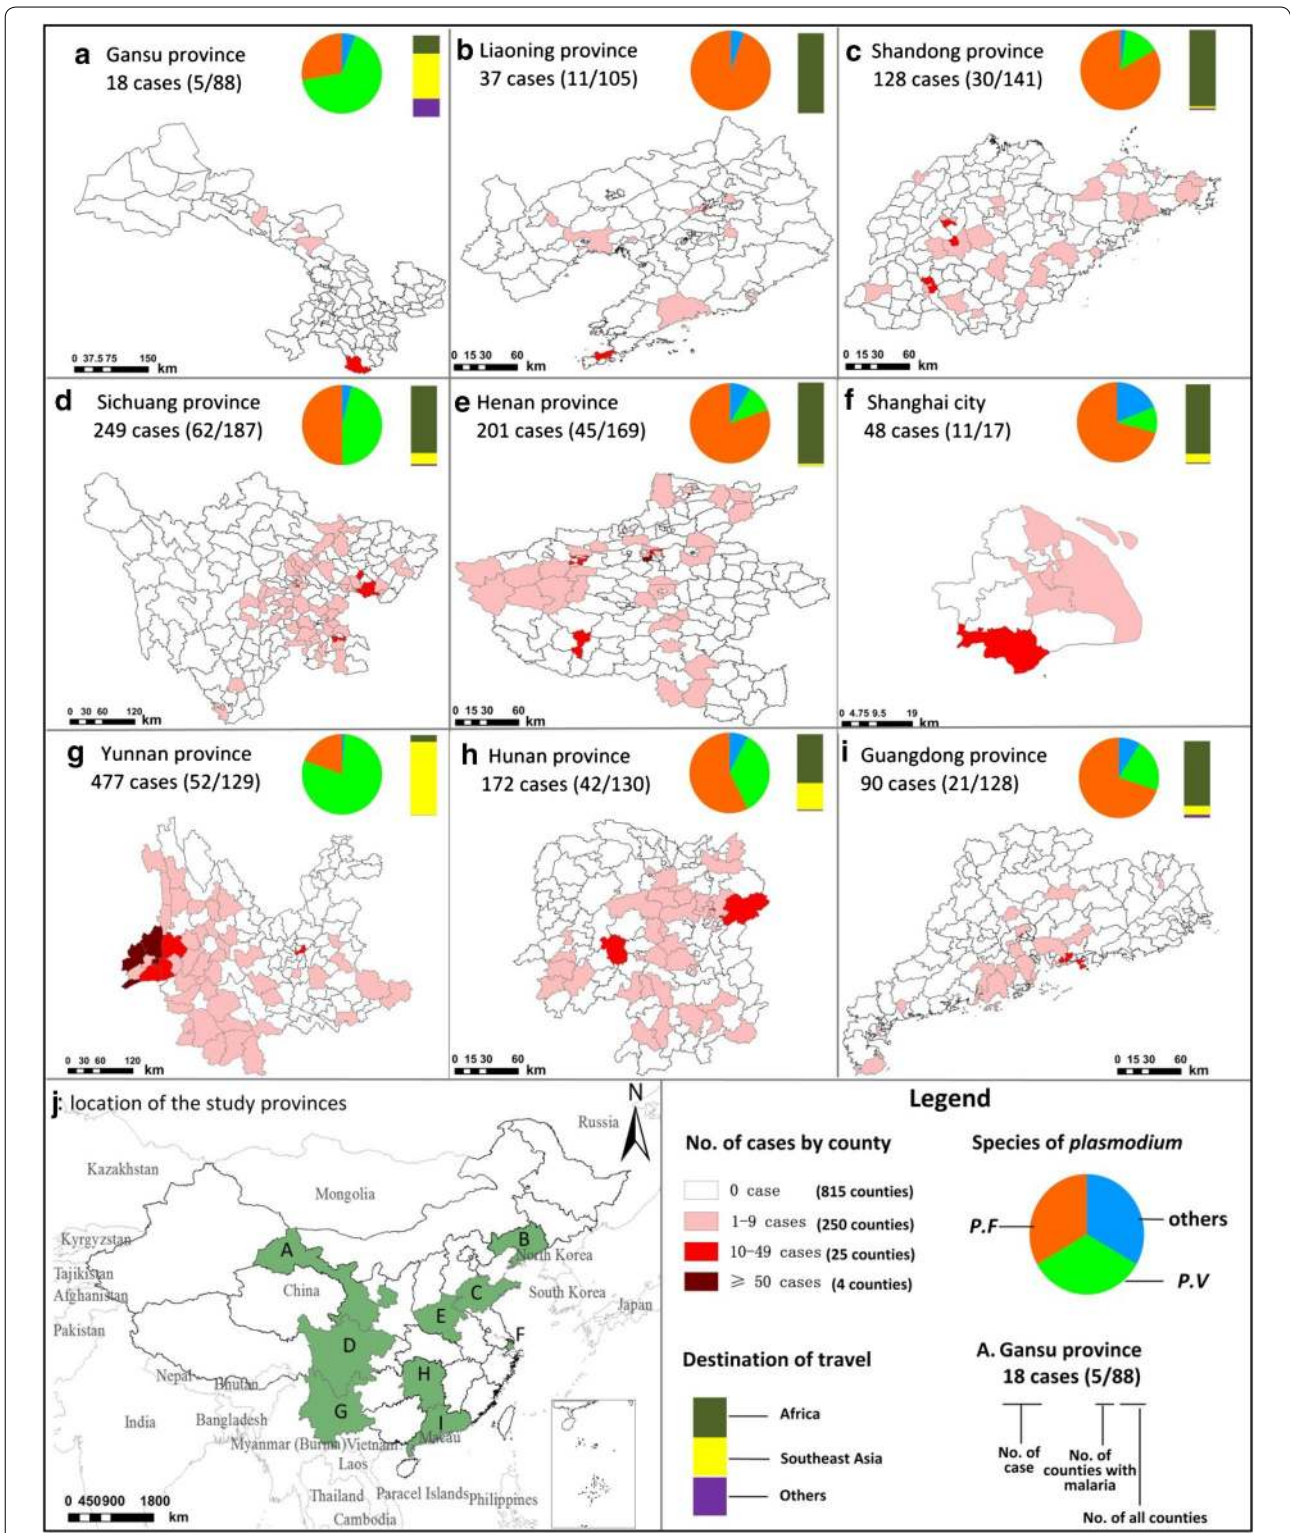 a Gansu province
18 cases (5/88)
0 37.5 75 150 km
b Liaoning province
37 cases (11/105)
0 15 30 60 km
c Shandong province
128 cases (30/141)
0 15 30 60 km
d Sichuang province
249 cases (62/187)
0 30 60 120 km
e Henan province
201 cases (45/169)
0 15 30 60 km
f Shanghai city
48 cases (11/17)
0 4.75 9.5 19 km
g Yunnan province
477 cases (52/129)
0 30 60 120 km
h Hunan province
172 cases (42/130)
0 15 30 60 km
i Guangdong province
90 cases (21/128)
0 15 30 60 km
j: location of the study provinces
N
Russia
Kazakhstan
Mongolia
Kyrgyzstan
Tajikistan
Afghanistan
Pakistan
China
North Korea
South Korea
Japan
A
B
C
D
E
F
G
H
I
Nepal
Bhutan
India
Bangladesh
Myanmar (Burma)
Vietnam
Macau
Laos
Thailand
Paracel Islands
Philippines
Cambodia
0 450 900 1800 km
Legend
No. of cases by county
0 case (815 counties)
1-9 cases (250 counties)
10-49 cases (25 counties)
≥ 50 cases (4 counties)
Species of plasmodium
P.F
others
P.V
Destination of travel
Africa
Southeast Asia
Others
A. Gansu province
18 cases (5/88)
No. of
case
No. of
counties with
malaria
No. of all counties